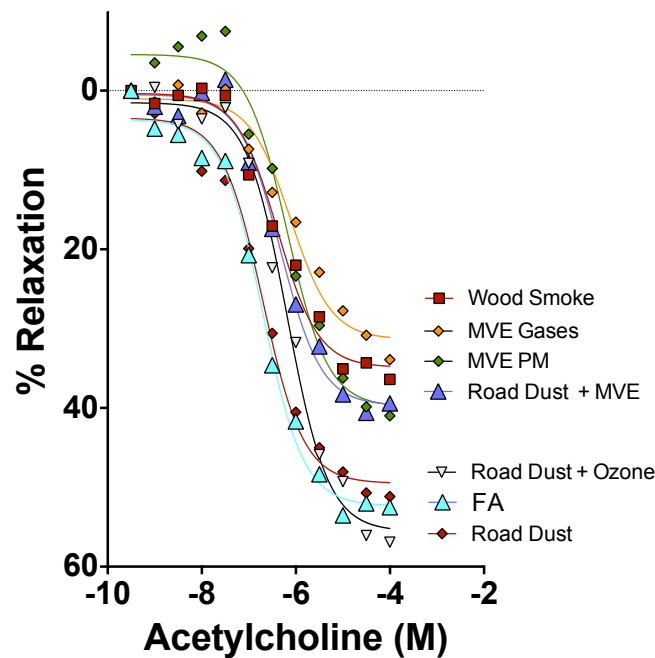 0
20
40
60
% Relaxation
-10
-8
-6
-4
-2
Acetylcholine (M)
Wood Smoke
MVE Gases
MVE PM
Road Dust + MVE
Road Dust + Ozone
FA
Road Dust